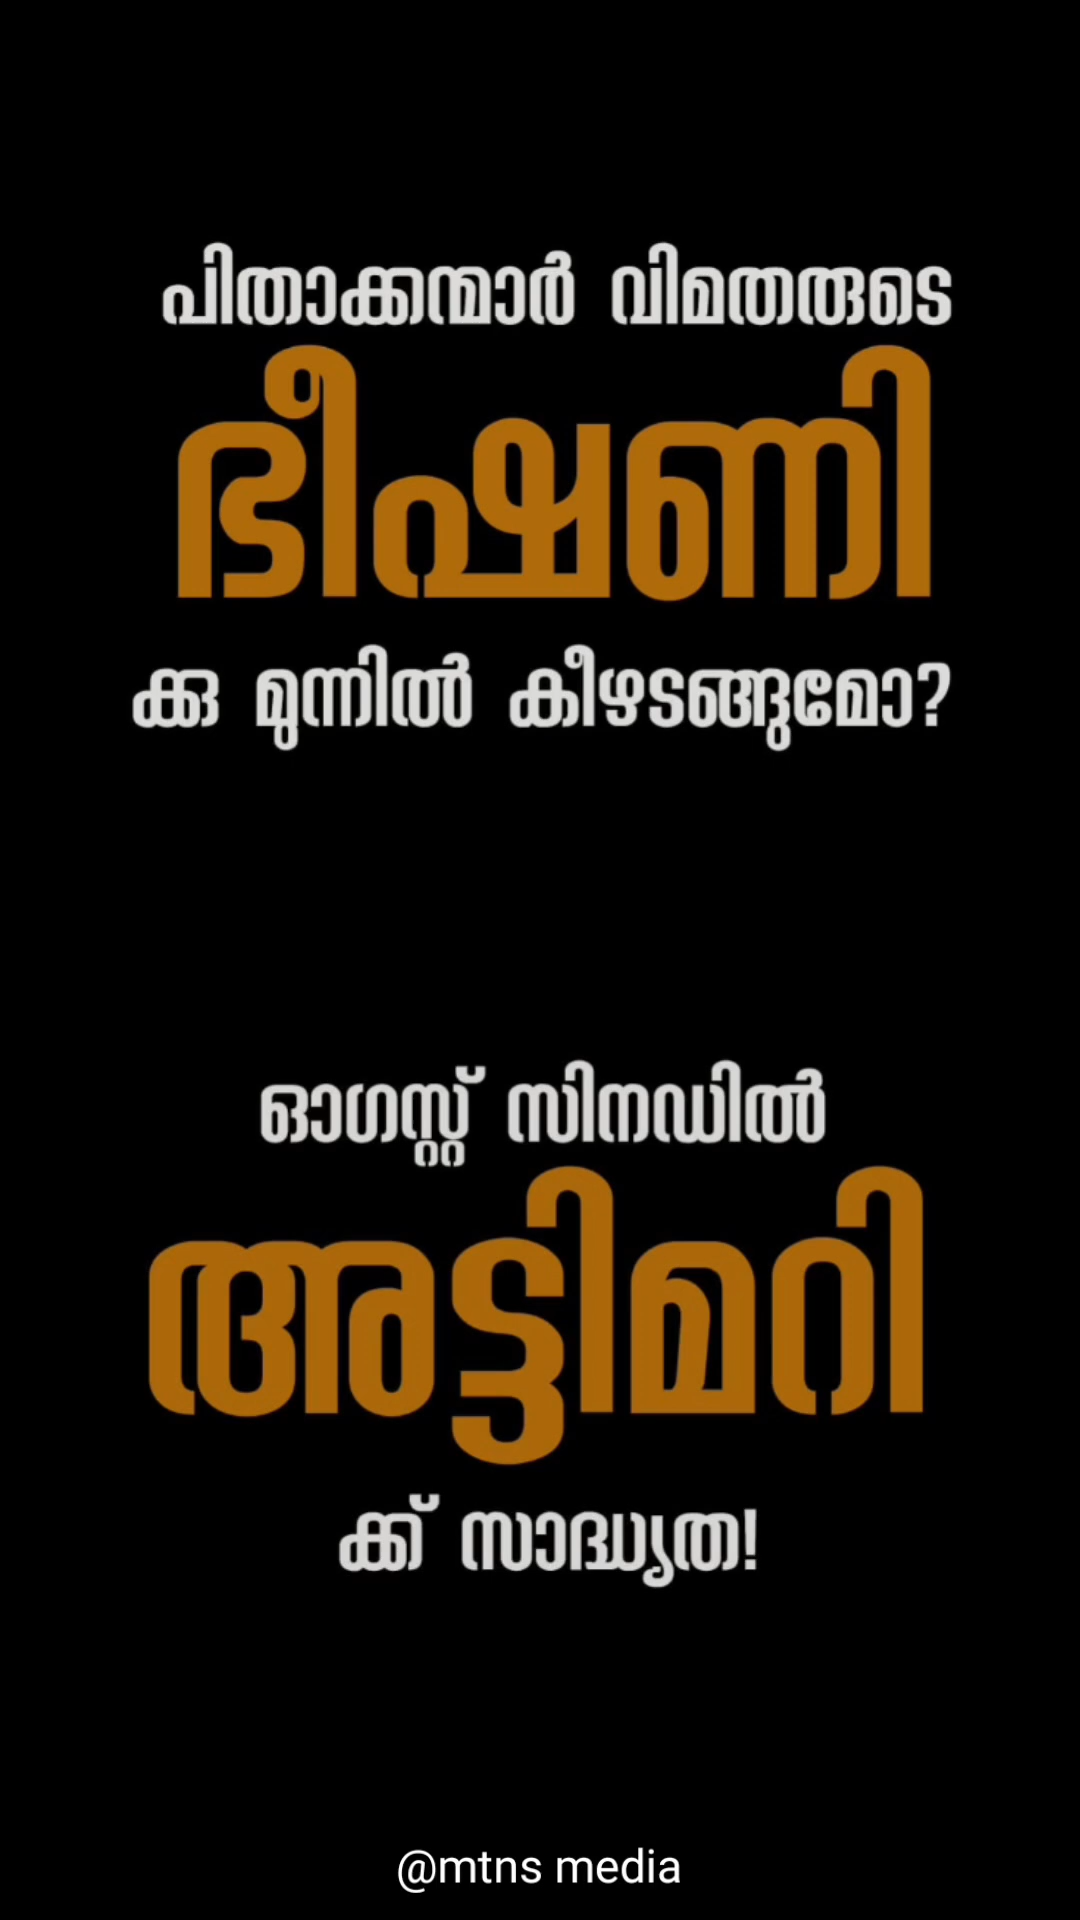 പിതാക്കന്മാർ വിമതരുടെ
ഭീഷണി
ക്കു മുന്നിൽ കീഴടങ്ങുമോ?
ഓഗസ്റ്റ് സിനഡിൽ
അട്ടിമറി
ക്ക് സാദ്ധ്യത!
@mtns media